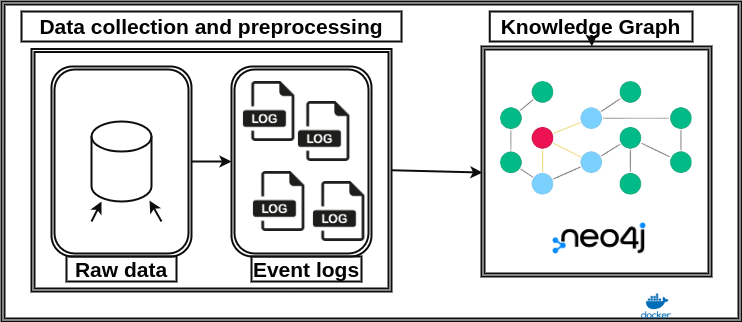 Data collection and preprocessing
Knowledge Graph
LOG
LOG
LOG
LOG
Raw data
Event logs
neo4j
docker